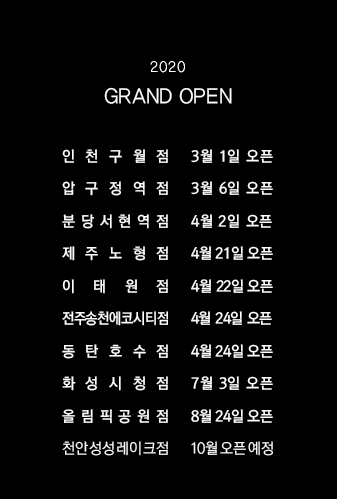 2020
GRAND OPEN
인천구월점 3월 1일 오픈
압구정역점 3월 6일 오픈
분당서현역점 4월 2일 오픈
제주노형점 4월 21일 오픈
이태원점 4월 22일 오픈
전주송천에코시티점 4월 24일 오픈
동탄호수점 4월 24일 오픈
화성시청점 7월 3일 오픈
올림픽공원점 8월 24일 오픈
천안성성레이크점 10월 오픈 예정